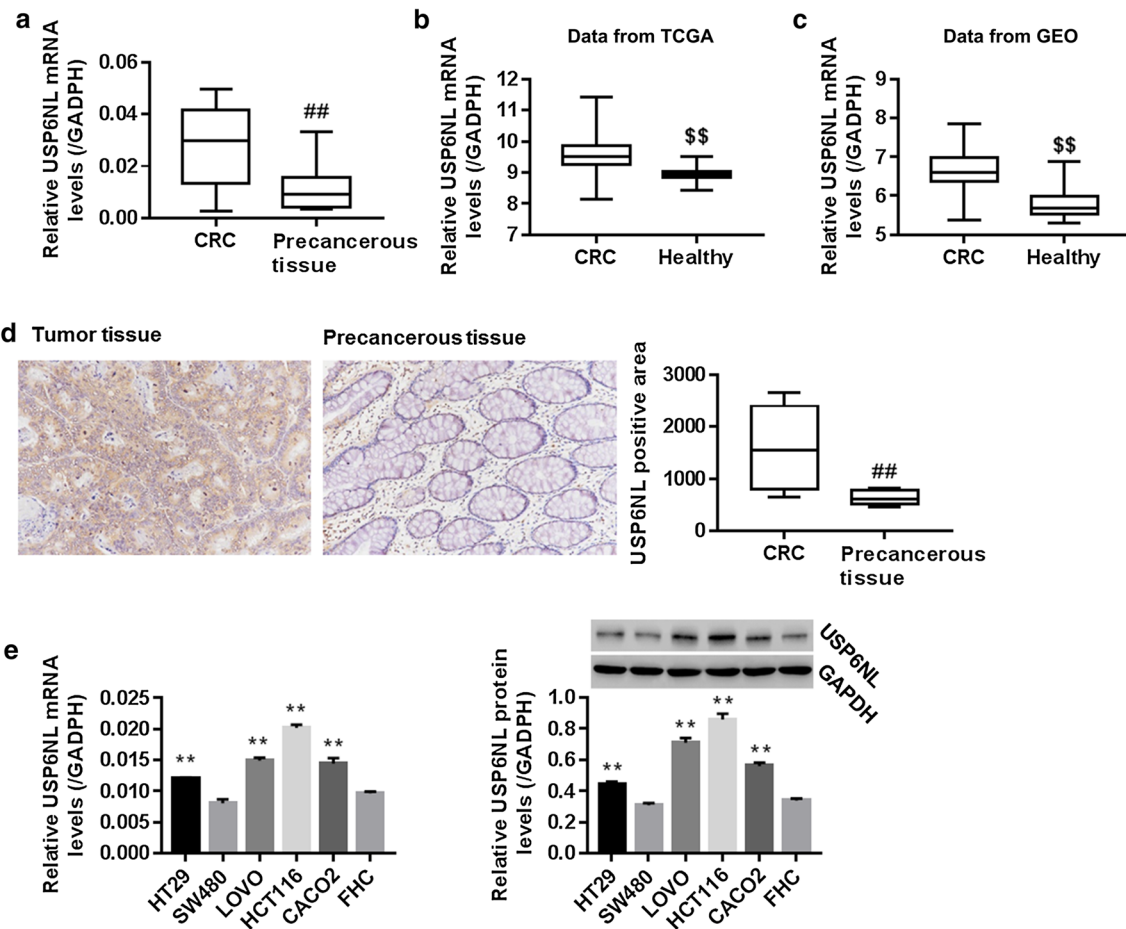 a
Relative USP6NL mRNA
levels (/GADPH)
0.06
0.04
0.02
0.00
##
CRC
Precancerous
tissue
b
Data from TCGA
Relative USP6NL mRNA
levels (/GADPH)
12
11
10
9
8
7
$$
CRC
Healthy
c
Data from GEO
Relative USP6NL mRNA
levels (/GADPH)
9
8
7
6
5
$$
CRC
Healthy
d
Tumor tissue
Precancerous tissue
USP6NL positive area
3000
2000
1000
0
##
CRC
Precancerous
tissue
e
Relative USP6NL mRNA
levels (/GADPH)
0.025
0.020
0.015
0.010
0.005
0.000
**
**
**
**
HT29
SW480
LOVO
HCT116
CACO2
FHC
USP6NL
GAPDH
Relative USP6NL protein
levels (/GADPH)
1.0
0.8
0.6
0.4
0.2
0.0
**
**
**
**
HT29
SW480
LOVO
HCT116
CACO2
FHC